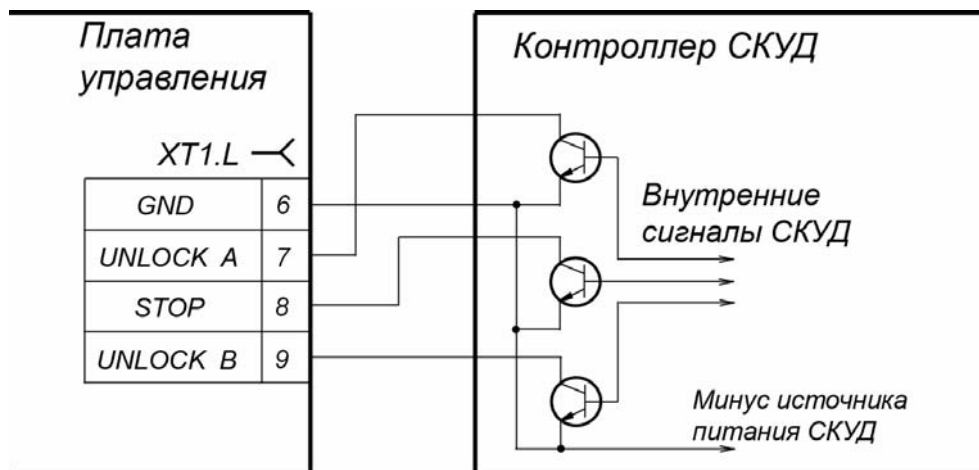 Плата
управления
Контроллер СКУД
XT1.L
GND 6
UNLOCK A 7
STOP 8
UNLOCK B 9
Внутренние
сигналы СКУД
Минус источника
питания СКУД